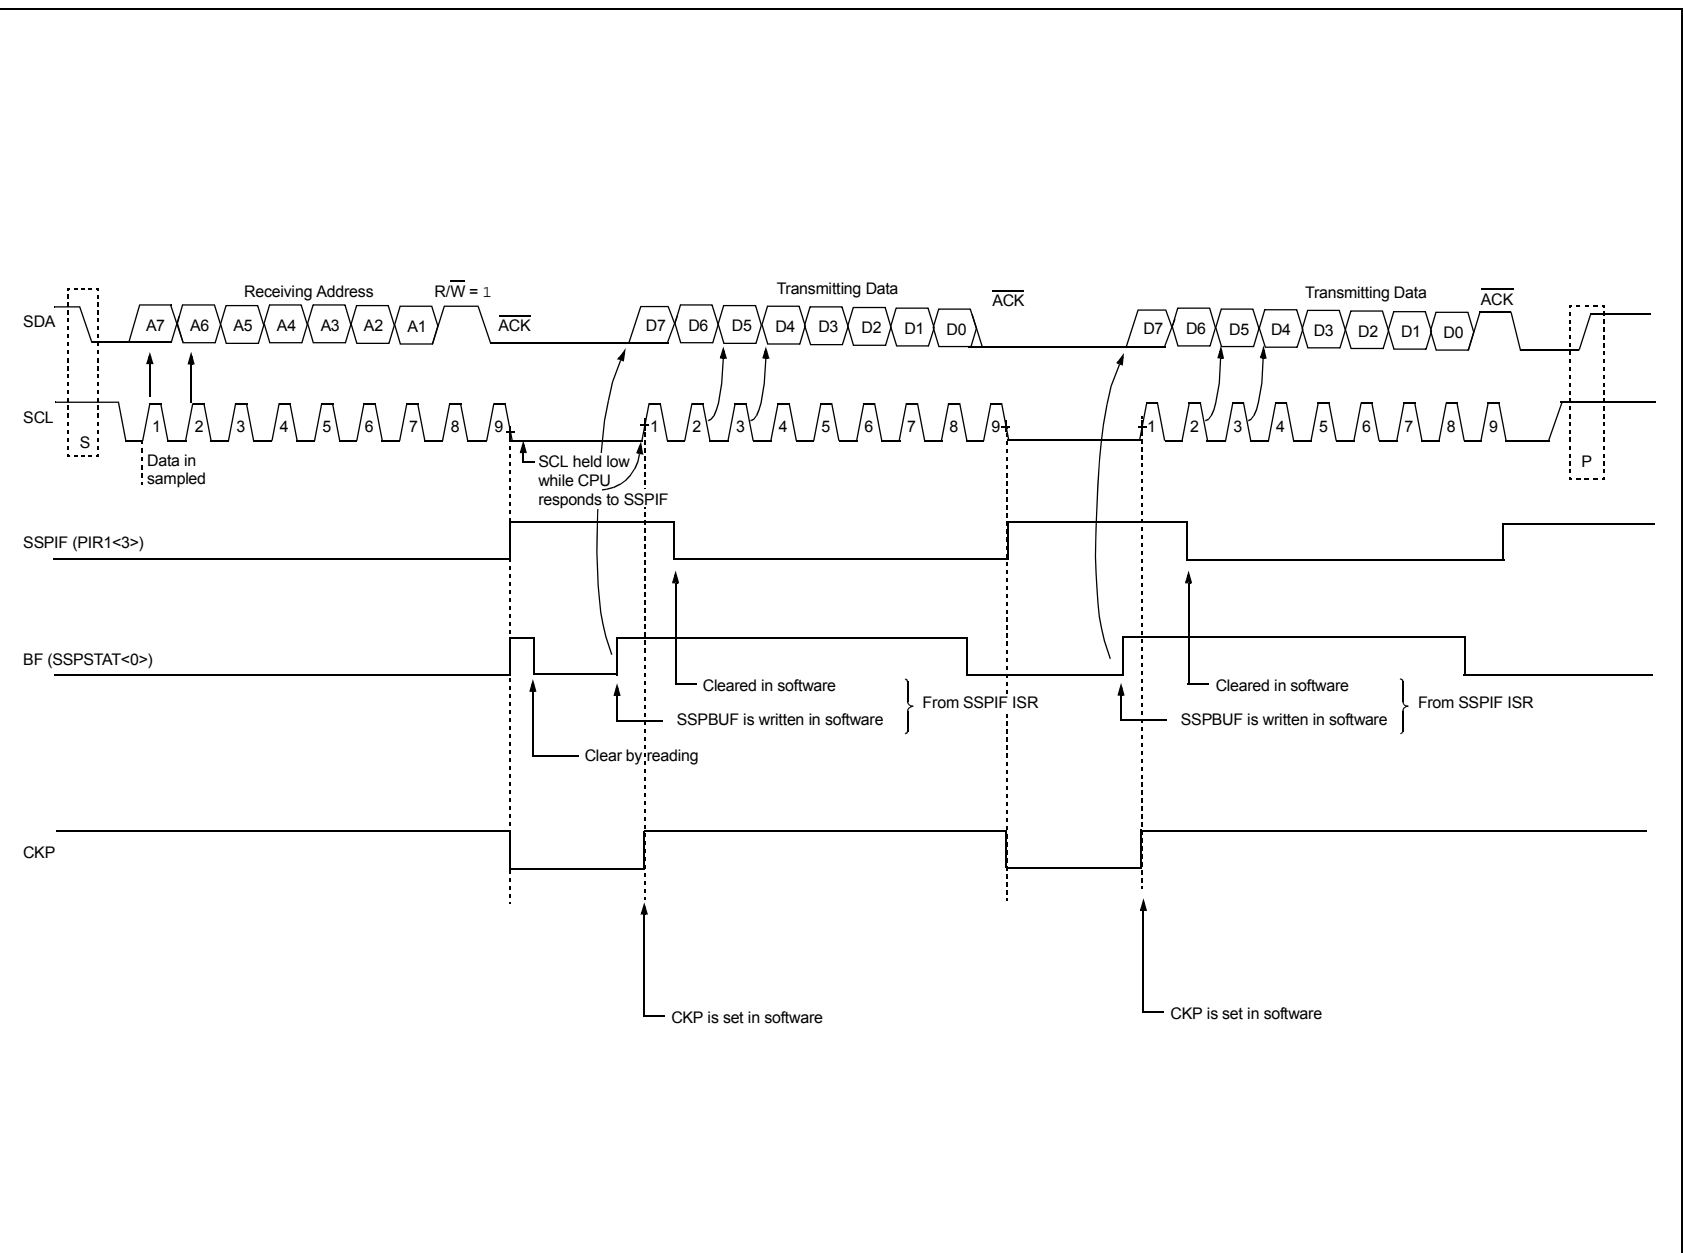 Receiving Address R/W = 1 Transmitting Data ACK Transmitting Data ACK
SDA A7 A6 A5 A4 A3 A2 A1 ACK D7 D6 D5 D4 D3 D2 D1 D0 D7 D6 D5 D4 D3 D2 D1 D0
SCL 1 2 3 4 5 6 7 8 9 1 2 3 4 5 6 7 8 9 1 2 3 4 5 6 7 8 9
S
P
Data in
sampled
SCL held low
while CPU
responds to SSPIF
SSPIF (PIR1<3>)
BF (SSPSTAT<0>)
Cleared in software
SSPBUF is written in software
From SSPIF ISR
Clear by reading
Cleared in software
SSPBUF is written in software
From SSPIF ISR
CKP
CKP is set in software
CKP is set in software